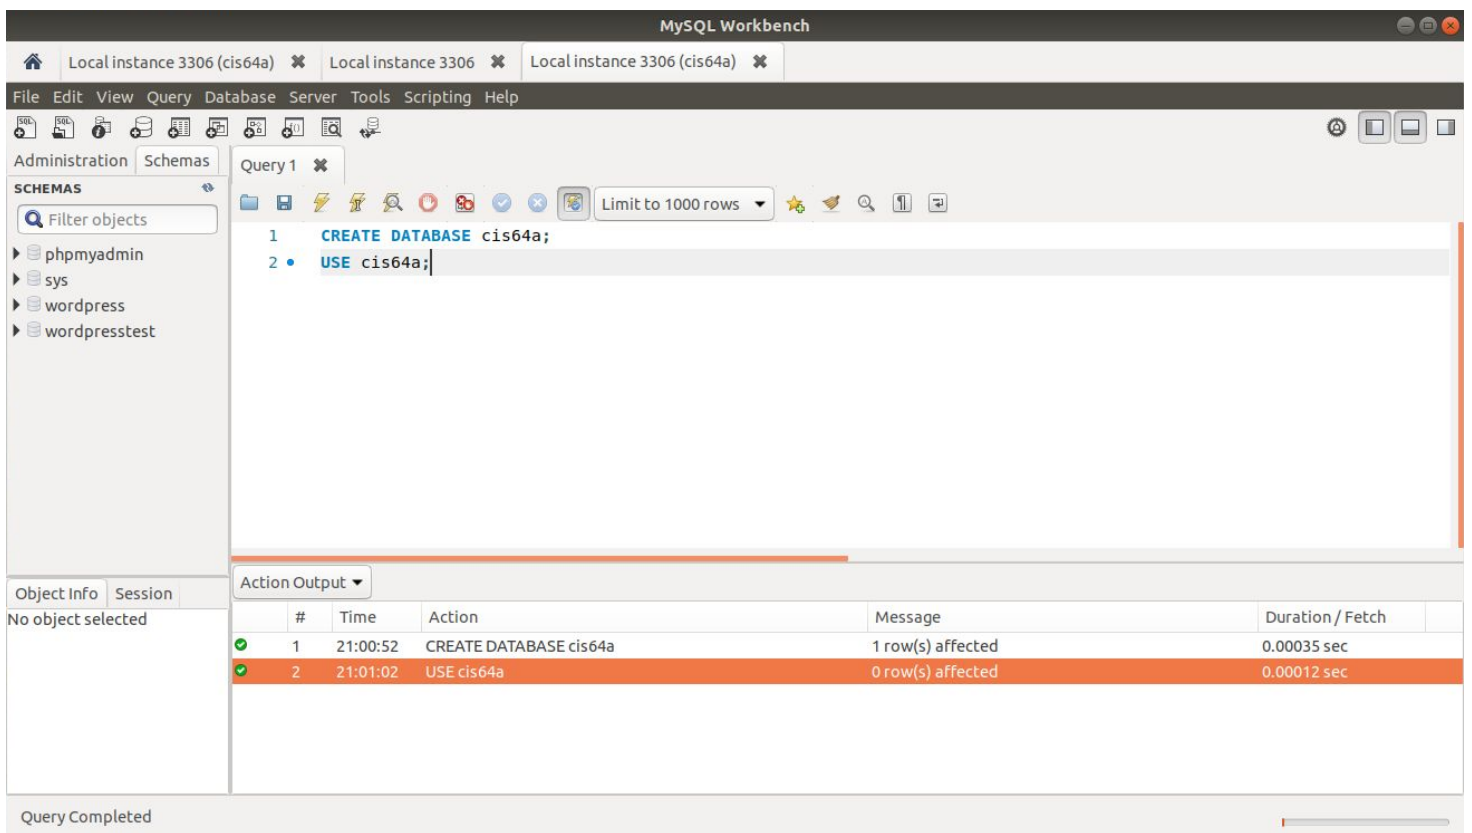 MySQL Workbench
Local instance 3306 (cis64a) Local instance 3306 Local instance 3306 (cis64a)
File Edit View Query Database Server Tools Scripting Help
Administration Schemas
Query 1
SCHEMAS
Limit to 1000 rows
Filter objects
phpmyadmin
sys
wordpress
wordpresstest
1 CREATE DATABASE cis64a;
2 USE cis64a;
Object Info Session
No object selected
Action Output
# Time Action Message Duration / Fetch
1 21:00:52 CREATE DATABASE cis64a 1 row(s) affected 0.00035 sec
2 21:01:02 USE cis64a 0 row(s) affected 0.00012 sec
Query Completed